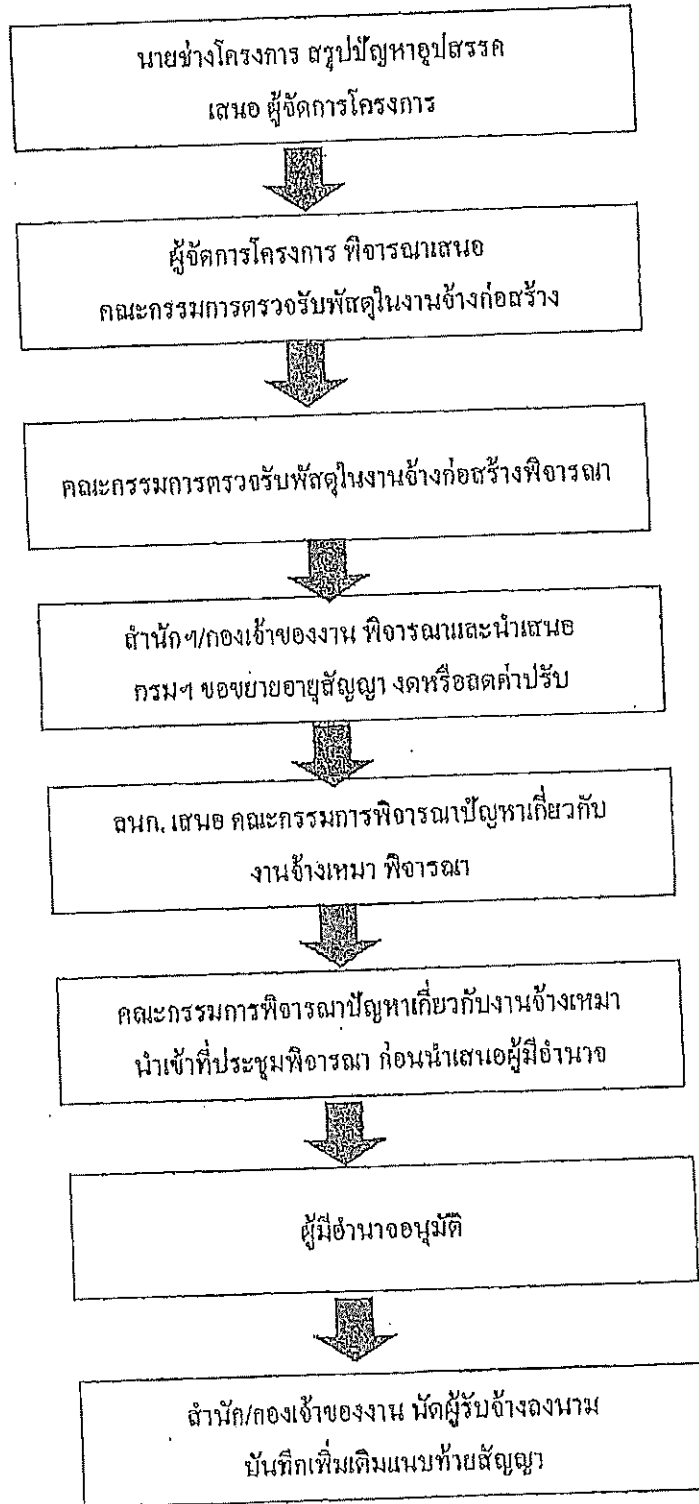 นายช่างโครงการ สรุปปัญหาอุปสรรค
เสนอ ผู้จัดการโครงการ
ผู้จัดการโครงการ พิจารณาเสนอ
คณะกรรมการตรวจรับพัสดุในงานจ้างก่อสร้าง
คณะกรรมการตรวจรับพัสดุในงานจ้างก่อสร้างพิจารณา
สำนักฯ/กองเจ้าของงาน พิจารณาและนำเสนอ
กรมฯ ขอขยายอายุสัญญา งดหรือลดค่าปรับ
ลนก. เสนอ คณะกรรมการพิจารณาปัญหาเกี่ยวกับ
งานจ้างเหมา พิจารณา
คณะกรรมการพิจารณาปัญหาเกี่ยวกับงานจ้างเหมา
นำเข้าที่ประชุมพิจารณา ก่อนนำเสนอผู้มีอำนาจ
ผู้มีอำนาจอนุมัติ
สำนัก/กองเจ้าของงาน นัดผู้รับจ้างลงนาม
บันทึกเพิ่มเติมแนบท้ายสัญญา